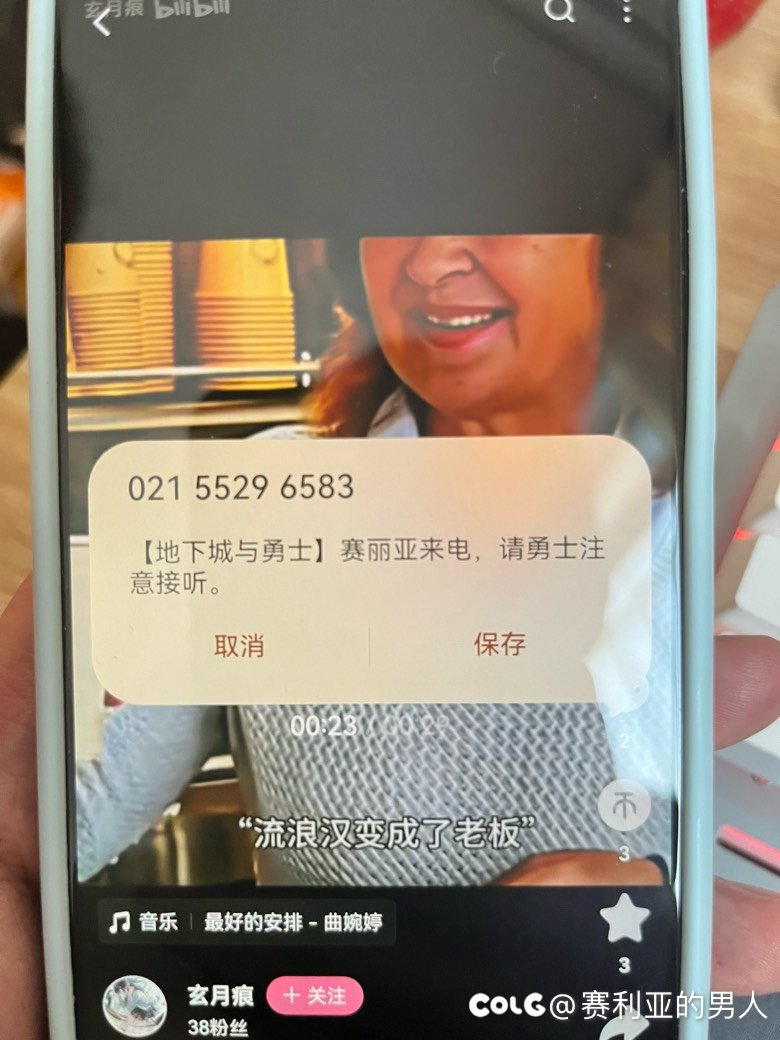 玄月痕 bilibili
021 5529 6583
【地下城与勇士】赛丽亚来电，请勇士注
意接听。
取消 保存
00:23 / 00:29
2
3
“流浪汉变成了老板”
音乐 | 最好的安排 - 曲婉婷
3
玄月痕 + 关注
38粉丝
COLG @赛利亚的男人